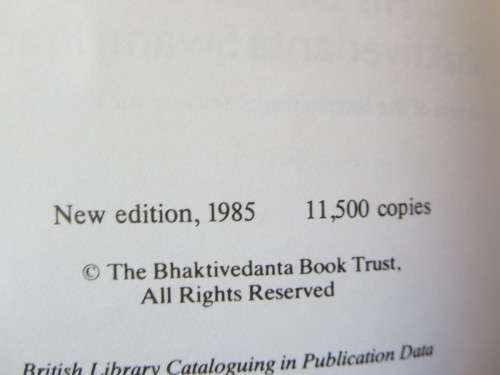 New edition, 1985 11,500 copies
© The Bhaktivedanta Book Trust,
All Rights Reserved
British Library Cataloguing in Publication Data